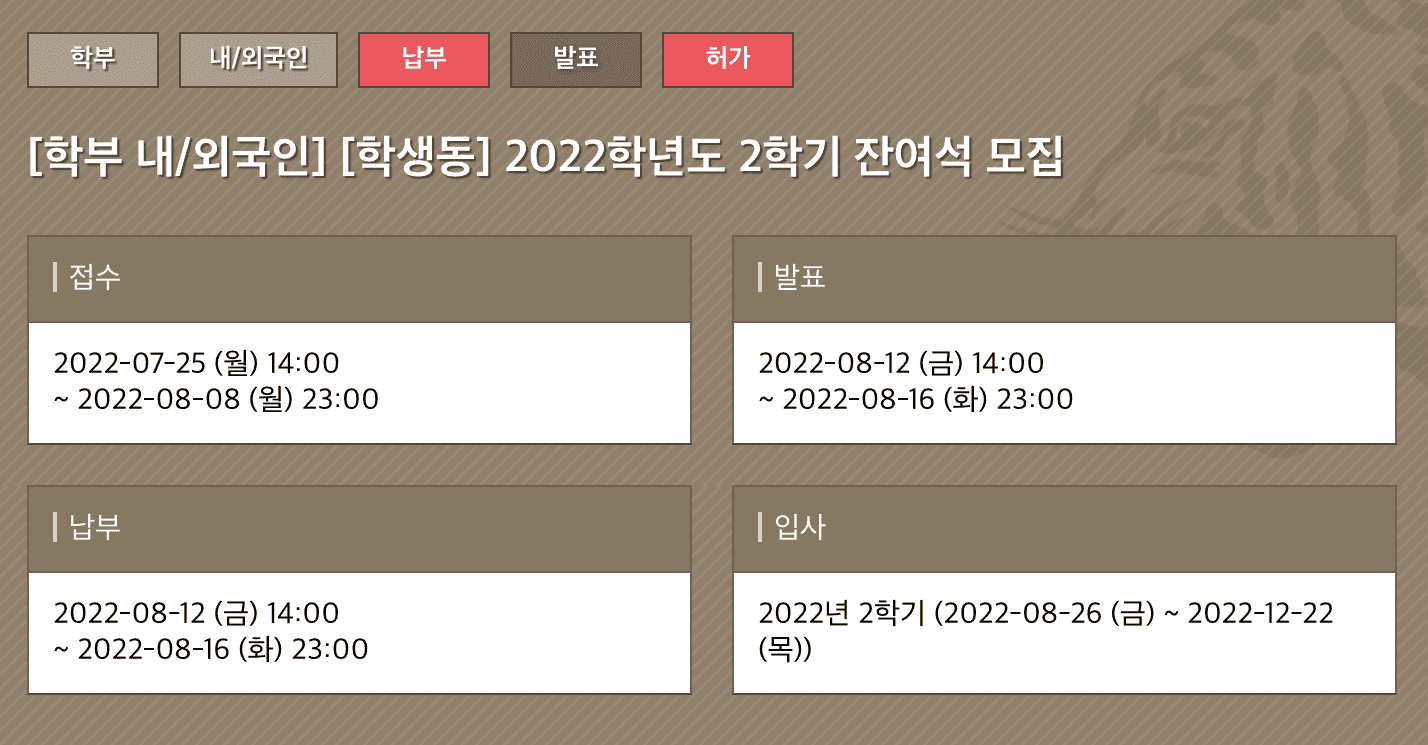 학부 내/외국인 납부 발표 허가
[학부 내/외국인] [학생동] 2022학년도 2학기 잔여석 모집
접수
2022-07-25 (월) 14:00
~ 2022-08-08 (월) 23:00
발표
2022-08-12 (금) 14:00
~ 2022-08-16 (화) 23:00
납부
2022-08-12 (금) 14:00
~ 2022-08-16 (화) 23:00
입사
2022년 2학기 (2022-08-26 (금) ~ 2022-12-22
(목))